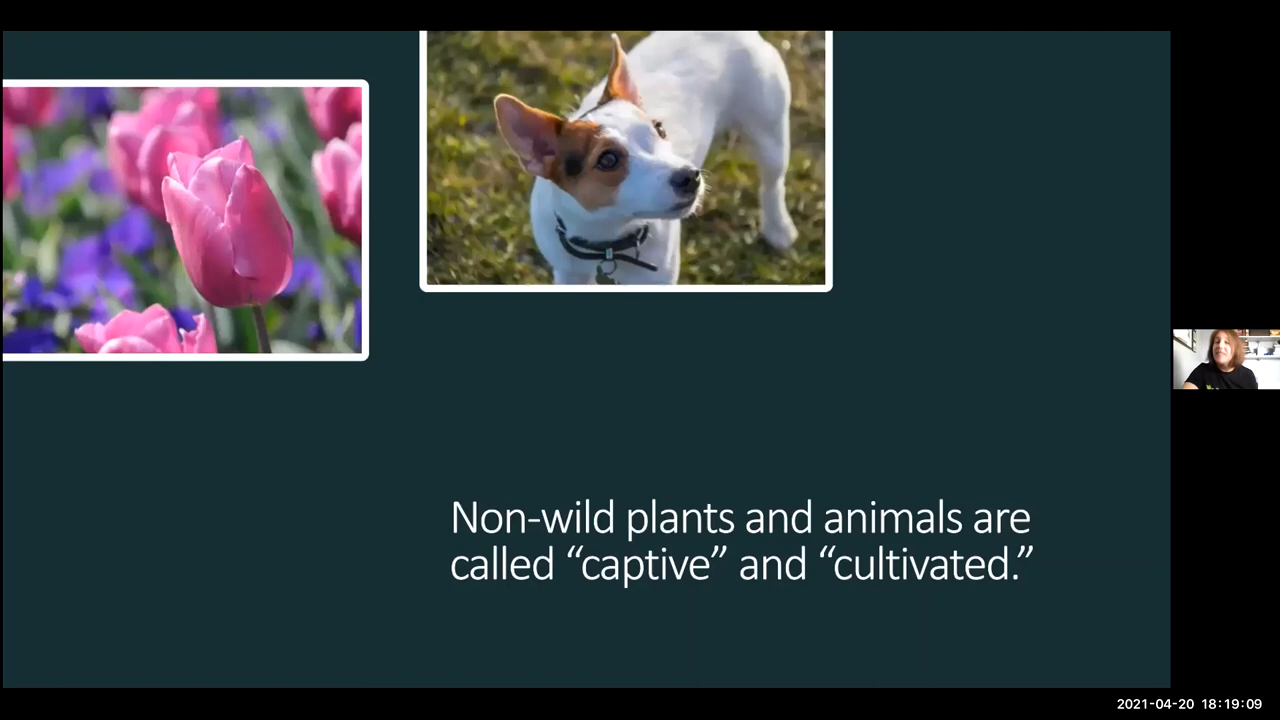 Non-wild plants and animals are
called “captive” and “cultivated.”
2021-04-20 18:19:09